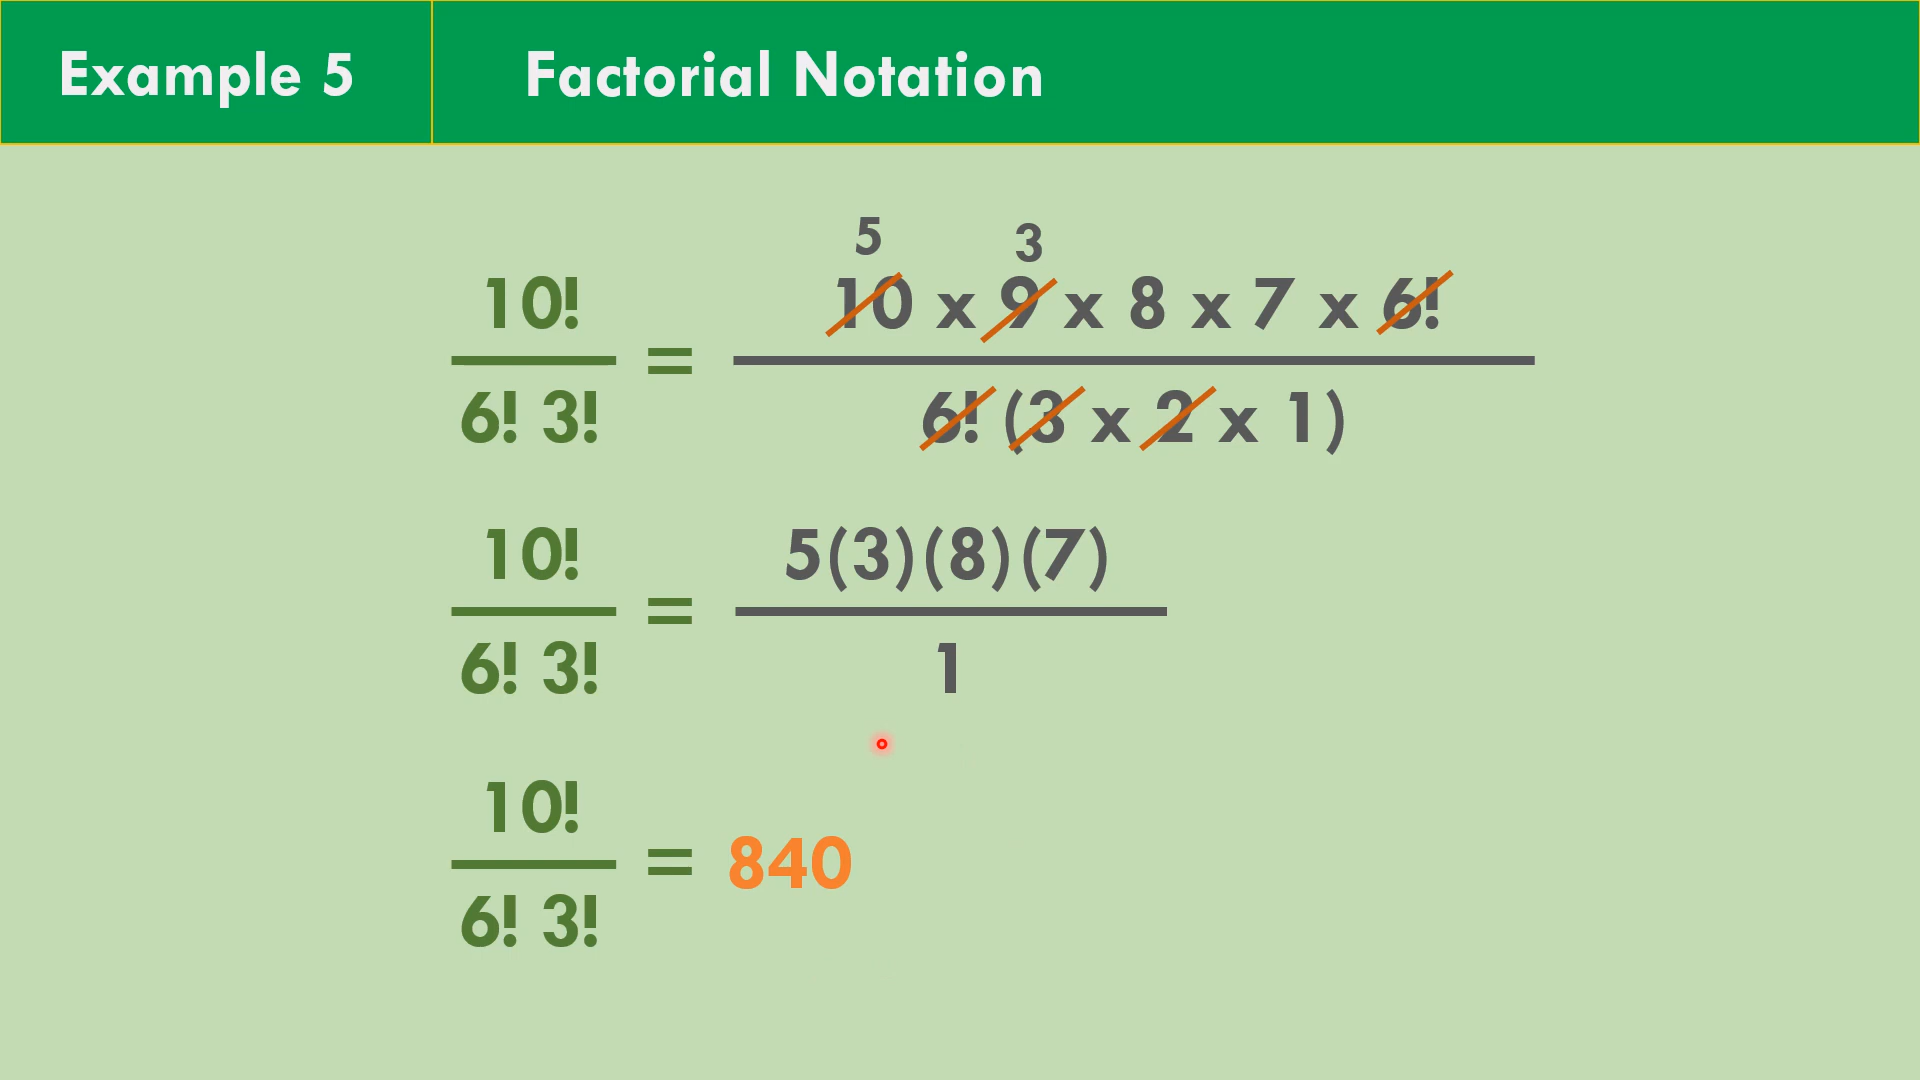 Example 5
Factorial Notation
5 3
10! = 10 x 9 x 8 x 7 x 6!
6! 3! 6! (3 x 2 x 1)
10! = 5(3)(8)(7)
6! 3! 1
10! = 840
6! 3!